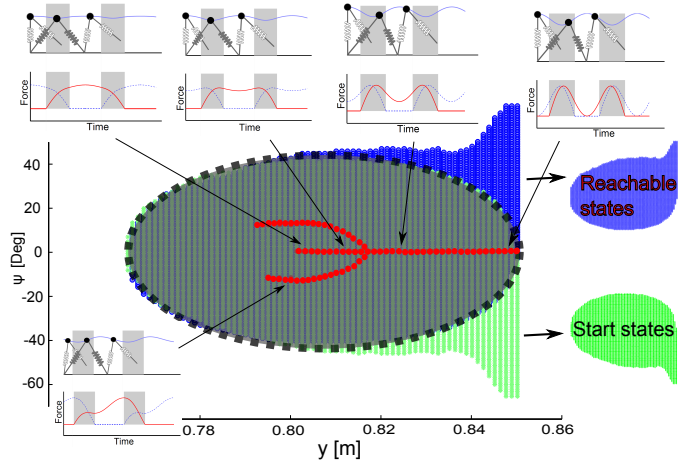 Force
Time
Force
Time
Force
Time
Force
Time
40
20
0
-20
-40
-60
ψ [Deg]
Reachable
states
Start states
Force
Time
0.78
0.80
0.82
0.84
0.86
y [m]